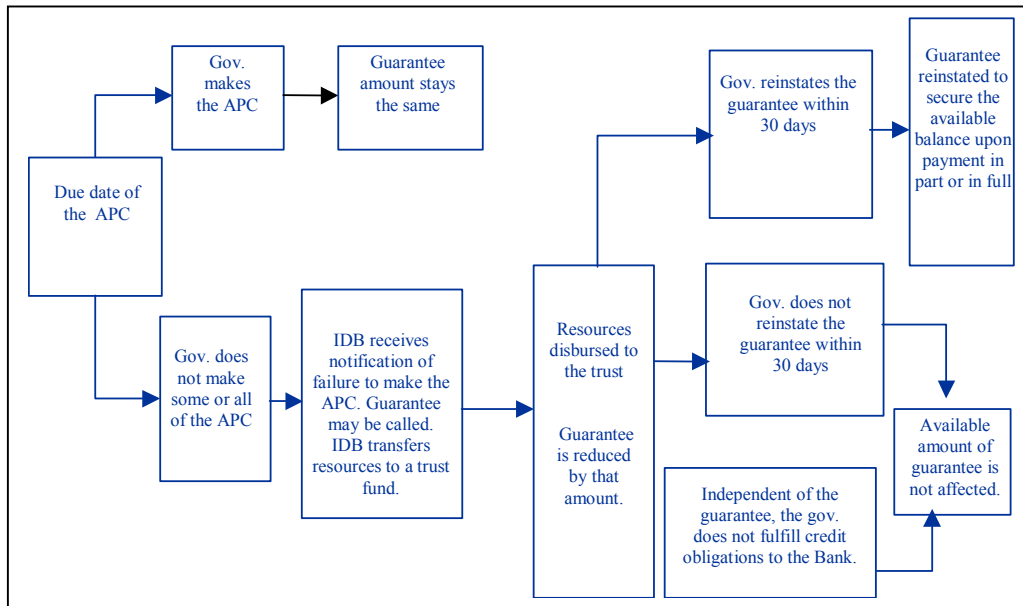 Gov.
makes
the APC
Guarantee
amount stays
the same
Gov. reinstates the
guarantee within
30 days
Guarantee
reinstated to
secure the
available
balance upon
payment in
part or in full
Due date of
the APC
Gov. does
not make
some or all
of the APC
IDB receives
notification of
failure to make the
APC. Guarantee
may be called.
IDB transfers
resources to a trust
fund.
Resources
disbursed to
the trust
Guarantee
is reduced
by that
amount.
Gov. does not
reinstate the
guarantee within
30 days
Available
amount of
guarantee is
not affected.
Independent of the
guarantee, the gov.
does not fulfill credit
obligations to the Bank.